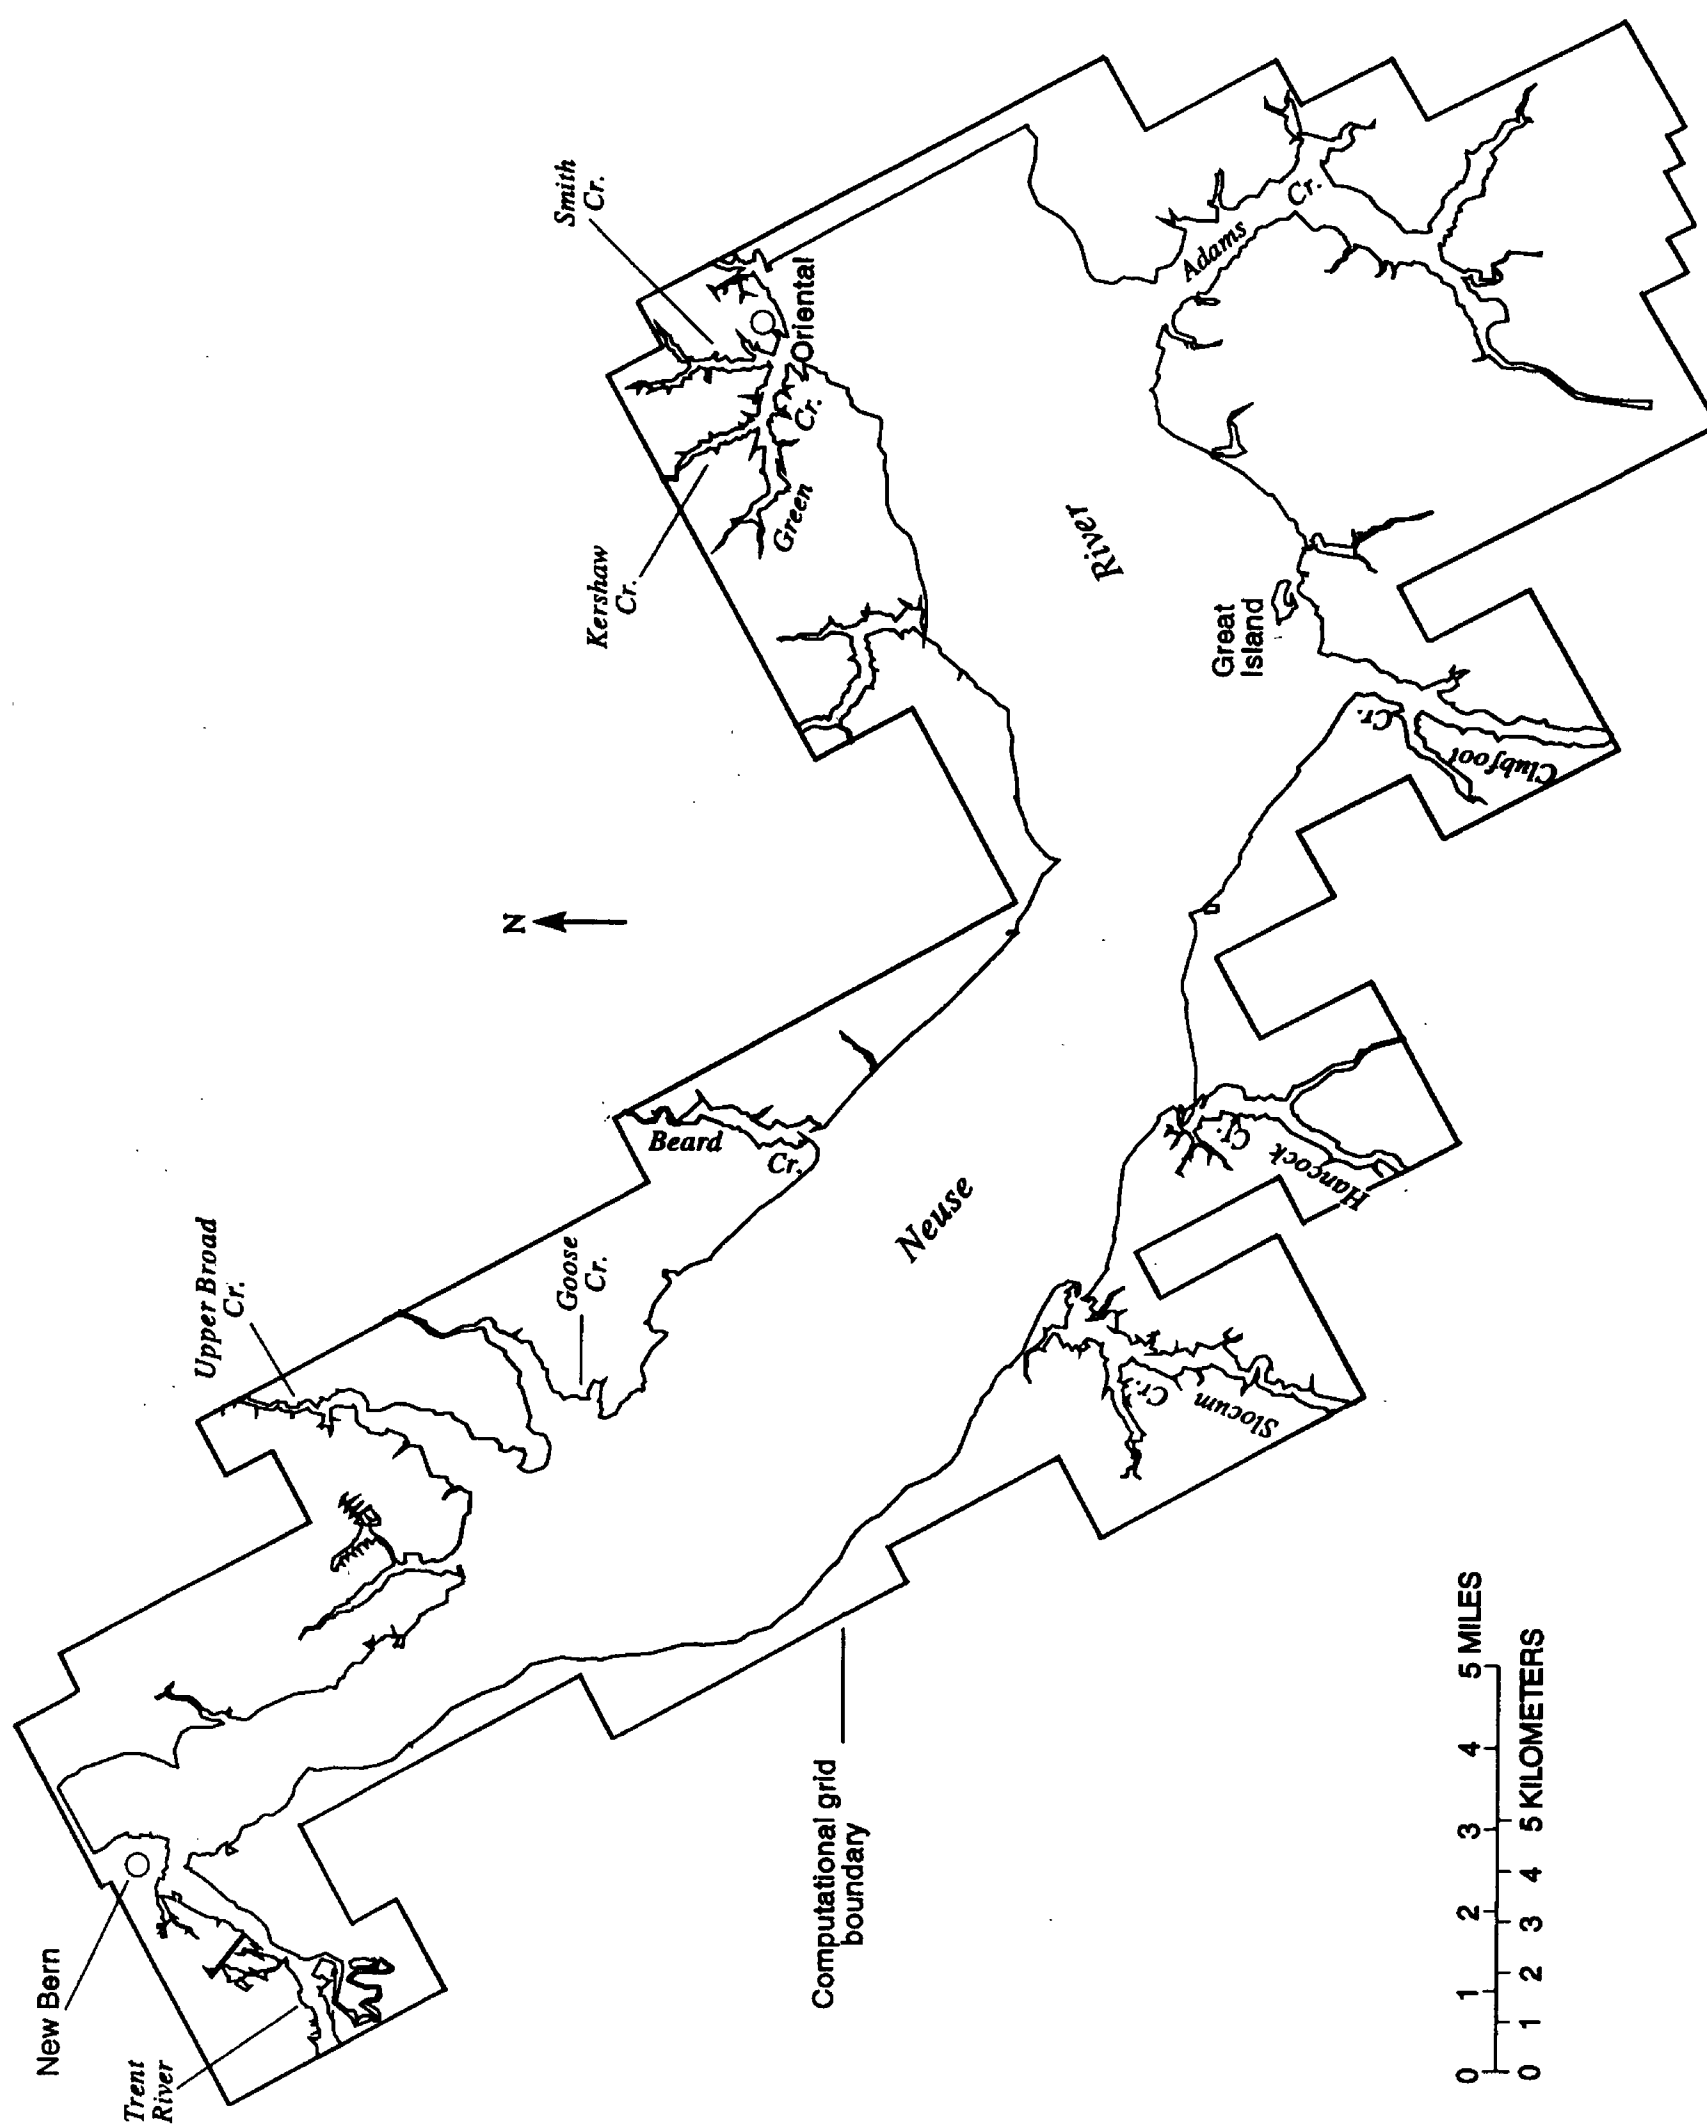 New Bern
Trent
River
Upper Broad
Cr.
Goose
Cr.
Beard
Cr.
N
Kershaw
Cr.
Smith
Cr.
Oriental
Green
Cr.
Neuse
River
Great
Island
Adams
Cr.
Clubfoot
Cr.
Hancock
Cr.
Slocum
Cr.
Computational grid
boundary
0 1 2 3 4 5 MILES
0 1 2 3 4 5 KILOMETERS